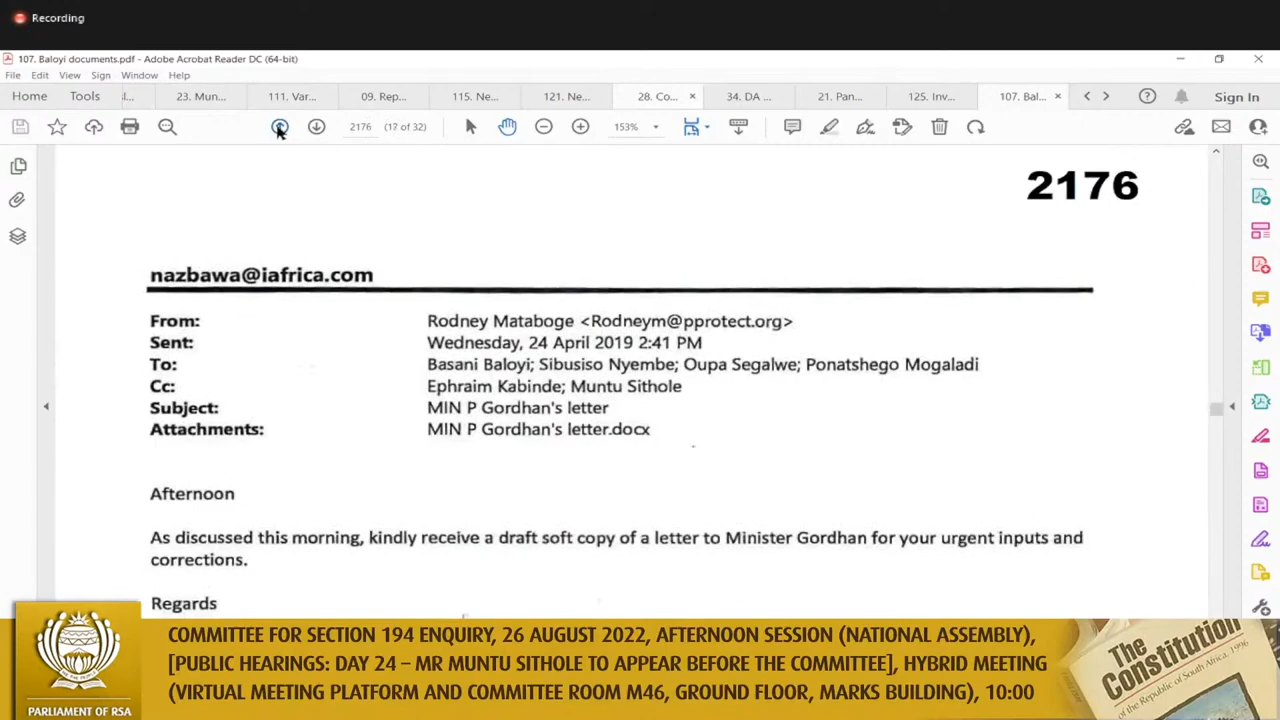 Recording
107. Baloyi documents.pdf - Adobe Acrobat Reader DC (64-bit)
File Edit View Sign Window Help
Home Tools 23. Mun... 111. Var... 09. Rep... 115. Ne... 121. Ne... 28. Co... 34. DA ... 21. Pan... 125. Inv... 107. Bal... Sign In
2176 (17 of 32) 153%
2176
nazbawa@iafrica.com
From: Rodney Mataboge <Rodneym@pprotect.org>
Sent: Wednesday, 24 April 2019 2:41 PM
To: Basani Baloyi; Sibusiso Nyembe; Oupa Segalwe; Ponatshego Mogaladi
Cc: Ephraim Kabinde; Muntu Sithole
Subject: MIN P Gordhan's letter
Attachments: MIN P Gordhan's letter.docx
Afternoon
As discussed this morning, kindly receive a draft soft copy of a letter to Minister Gordhan for your urgent inputs and
corrections.
Regards
COMMITTEE FOR SECTION 194 ENQUIRY, 26 AUGUST 2022, AFTERNOON SESSION (NATIONAL ASSEMBLY),
[PUBLIC HEARINGS: DAY 24 – MR MUNTU SITHOLE TO APPEAR BEFORE THE COMMITTEE], HYBRID MEETING
(VIRTUAL MEETING PLATFORM AND COMMITTEE ROOM M46, GROUND FLOOR, MARKS BUILDING), 10:00
PARLIAMENT OF RSA
The
Constitution
of the Republic of South Africa, 1996